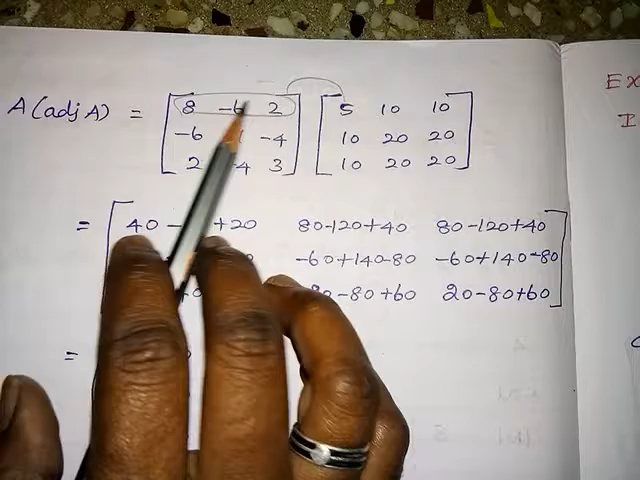 A(adj A) = [8 -6 2] [5 10 10]
-6 -4 10 20 20
2 -4 3 10 20 20
= [40 - +20 80-120+40 80-120+40
-60+140-80 -60+140-80
-80+60 20-80+60]
=
EX
I